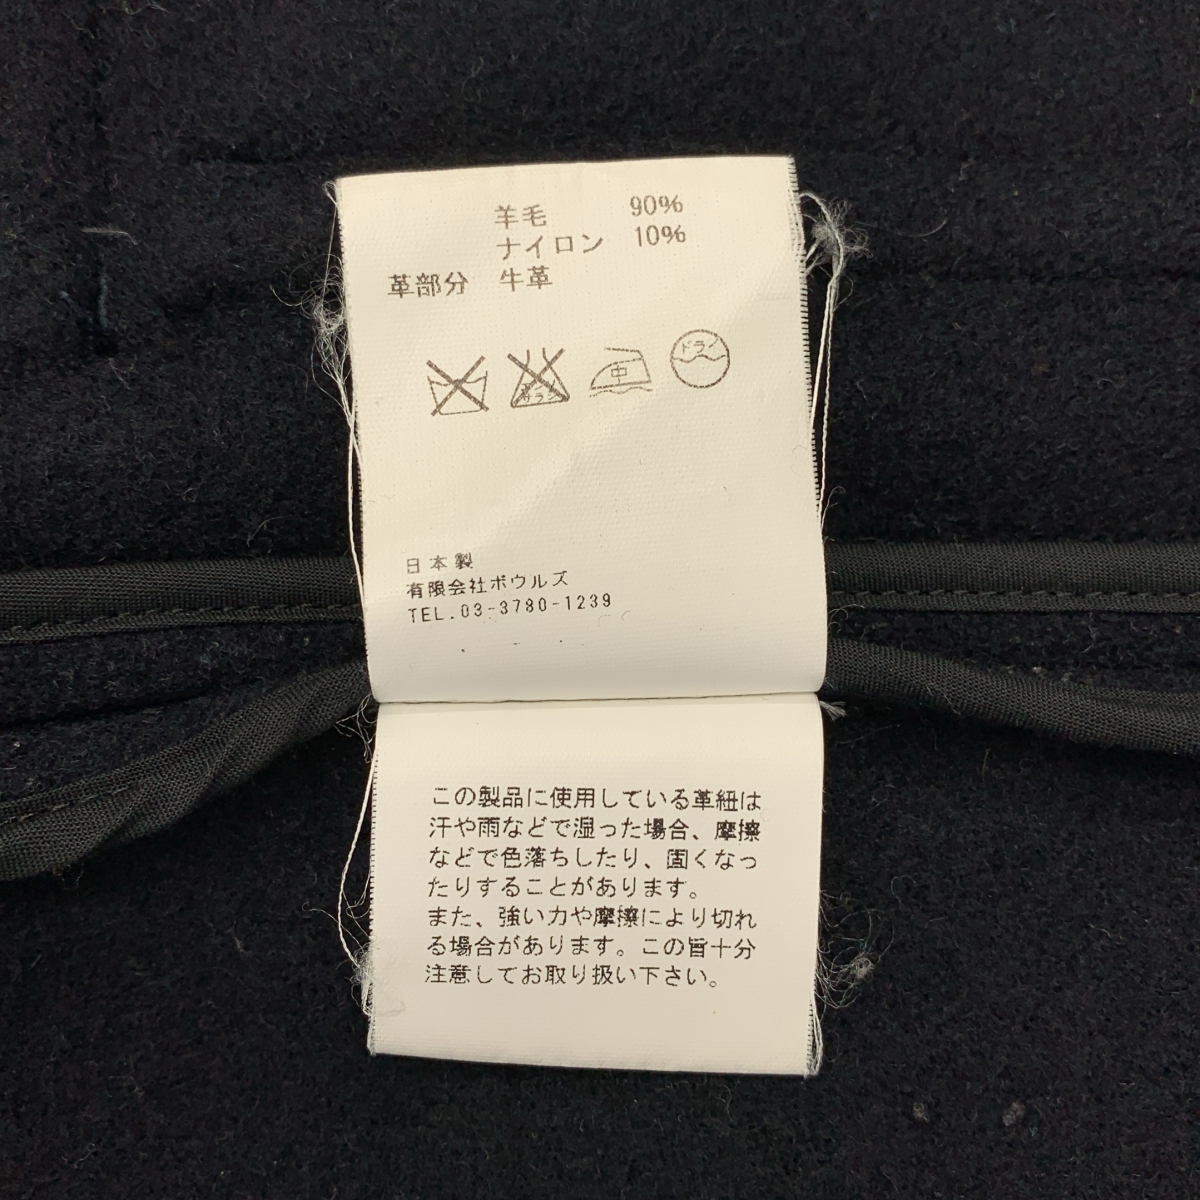 羊毛 90%
ナイロン 10%
革部分 牛革
エンソ
サラシ
中
ドライ
日本製
有限会社ボウルズ
TEL.03-3780-1239
この製品に使用している革紐は
汗や雨などで湿った場合、摩擦
などで色落ちしたり、固くなっ
たりすることがあります。
また、強い力や摩擦により切れ
る場合があります。この旨十分
注意してお取り扱い下さい。